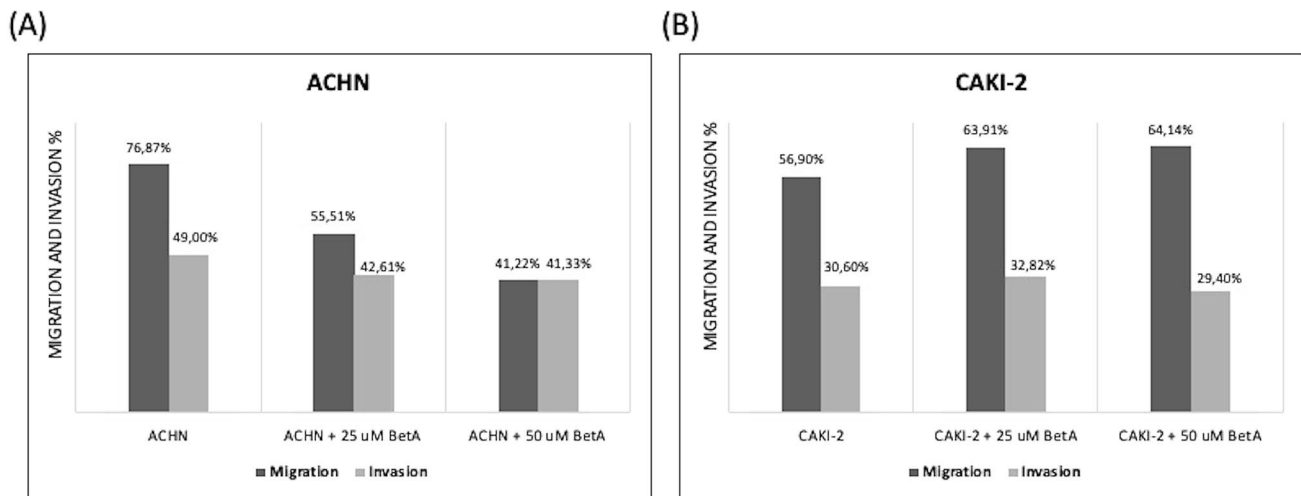 (A)
ACHN
MIGRATION AND INVASION %
76,87%
49,00%
55,51%
42,61%
41,22%
41,33%
ACHN
ACHN + 25 uM BetA
ACHN + 50 uM BetA
Migration
Invasion
(B)
CAKI-2
MIGRATION AND INVASION %
56,90%
30,60%
63,91%
32,82%
64,14%
29,40%
CAKI-2
CAKI-2 + 25 uM BetA
CAKI-2 + 50 uM BetA
Migration
Invasion